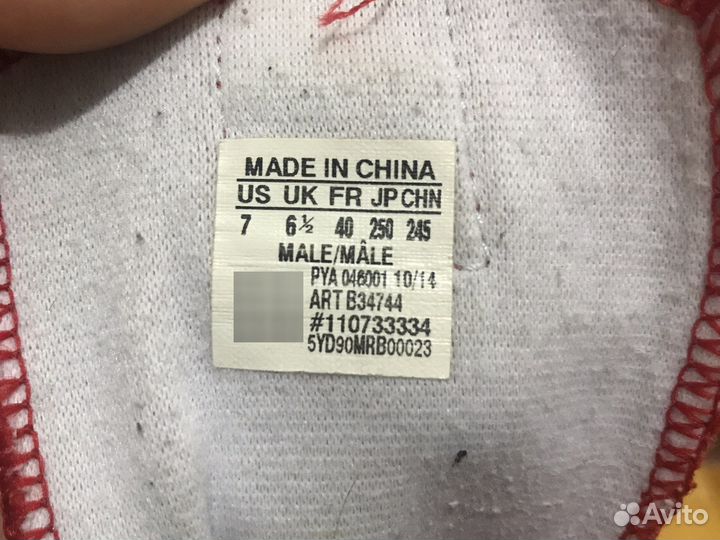 MADE IN CHINA
US UK FR JP CHN
7 6½ 40 250 245
MALE/MÂLE
PYA 046001 10/14
ART B34744
#110733334
5YD90MRB00023
Avito